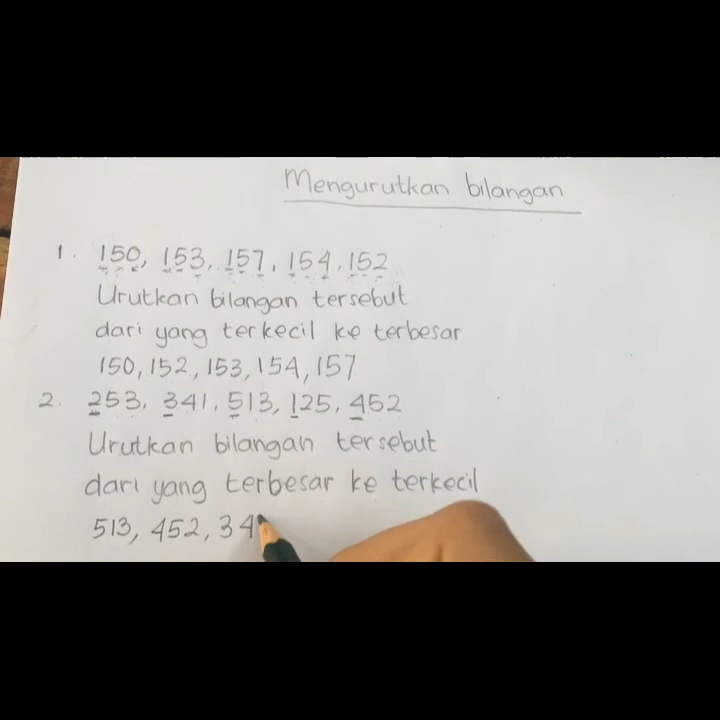 Mengurutkan bilangan
1. 150, 153, 157, 154, 152
Urutkan bilangan tersebut
dari yang terkecil ke terbesar
150, 152, 153, 154, 157
2. 253, 341, 513, 125, 452
Urutkan bilangan tersebut
dari yang terbesar ke terkecil
513, 452, 34